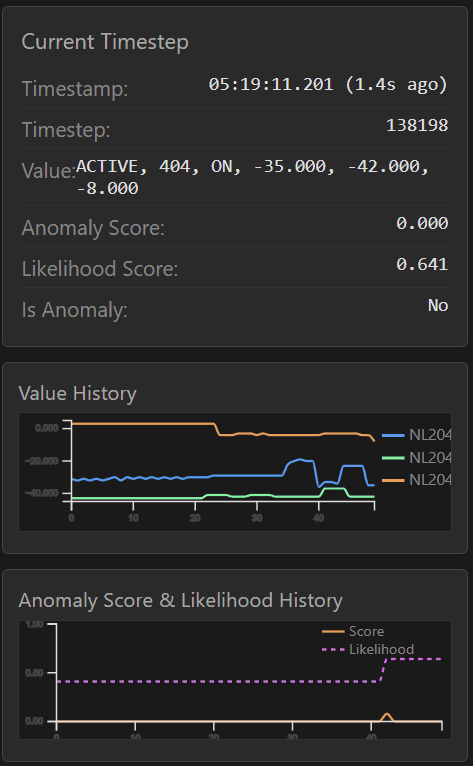 Current Timestep
Timestamp: 05:19:11.201 (1.4s ago)
Timestep: 138198
Value: ACTIVE, 404, ON, -35.000, -42.000,
-8.000
Anomaly Score: 0.000
Likelihood Score: 0.641
Is Anomaly: No
Value History
0.000
-20.000
-40.000
NL204
NL204
NL204
0 10 20 30 40
Anomaly Score & Likelihood History
1.00
0.50
0.00
Score
Likelihood
0 10 20 30 40